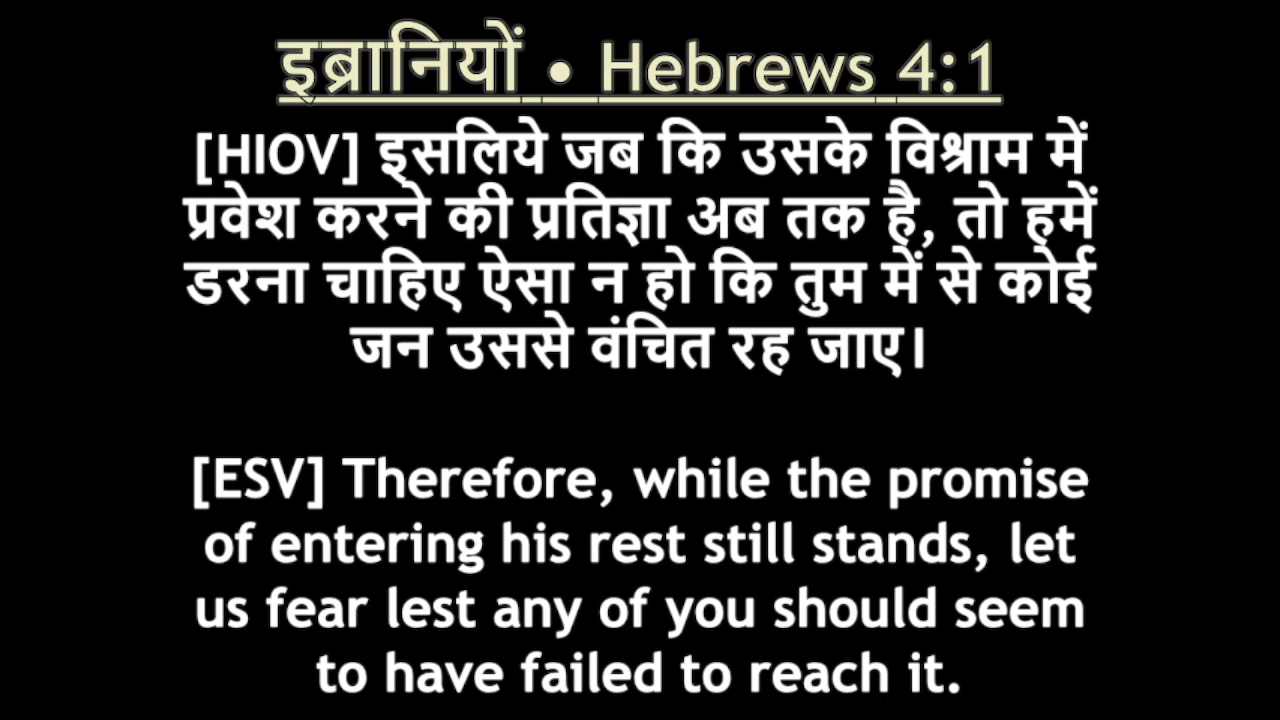 इब्रानियों • Hebrews 4:1
[HIOV] इसलिये जब कि उसके विश्राम में
प्रवेश करने की प्रतिज्ञा अब तक है, तो हमें
डरना चाहिए ऐसा न हो कि तुम में से कोई
जन उससे वंचित रह जाए।
[ESV] Therefore, while the promise
of entering his rest still stands, let
us fear lest any of you should seem
to have failed to reach it.